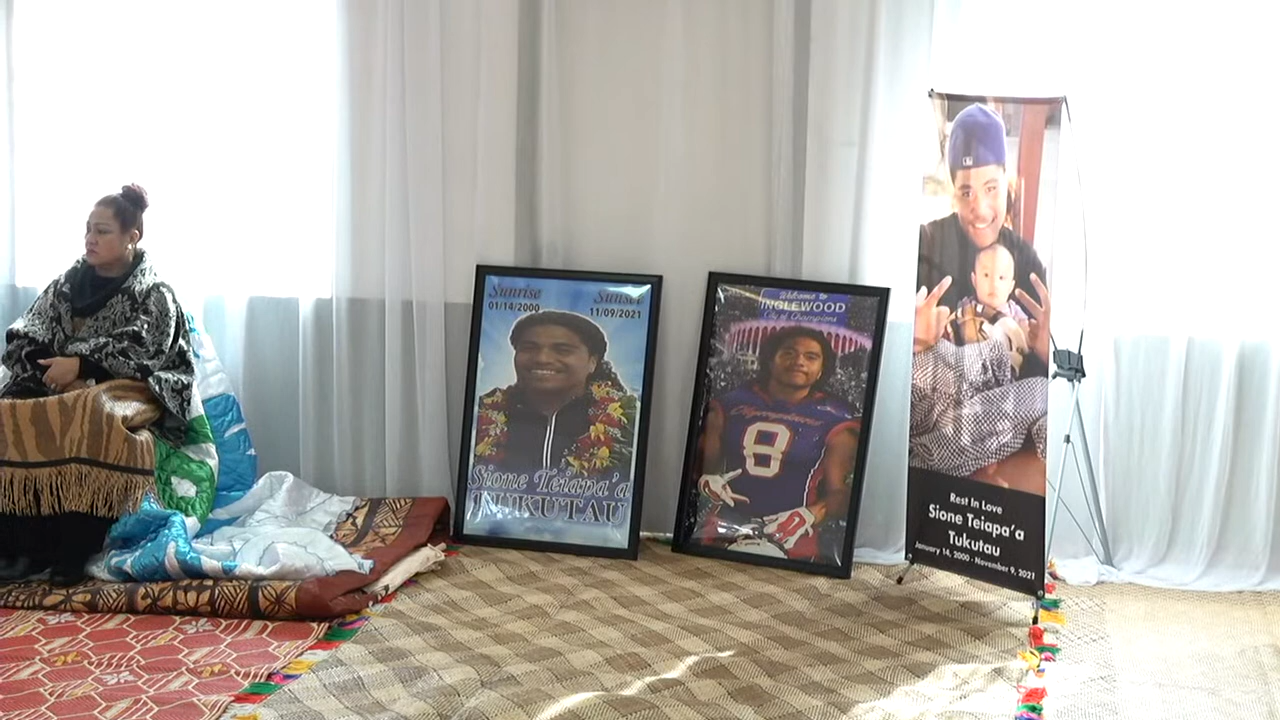 Sunrise Sunset
01/14/2000 11/09/2021
Sione Teiapa'a
TUKUTAU
Welcome to
INGLEWOOD
City of Champions
8
Rest In Love
Sione Teiapa'a
Tukutau
January 14, 2000 - November 9, 2021